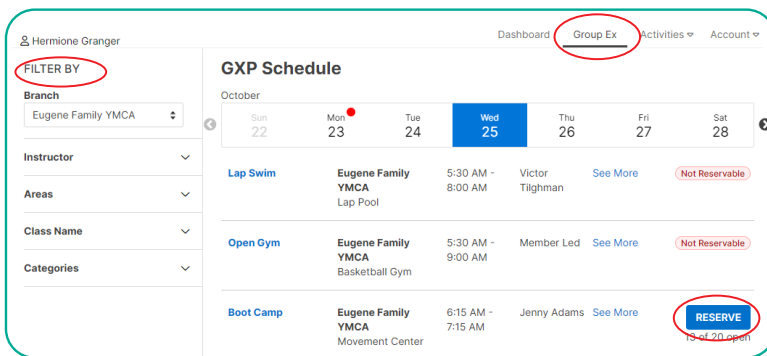 Hermione Granger
Dashboard Group Ex Activities Account
FILTER BY
Branch
Eugene Family YMCA
Instructor
Areas
Class Name
Categories
GXP Schedule
October
Sun Mon Tue Wed Thu Fri Sat
22 23 24 25 26 27 28
Lap Swim Eugene Family 5:30 AM - Victor See More Not Reservable
YMCA 8:00 AM Tilghman
Lap Pool
Open Gym Eugene Family 5:30 AM - Member Led See More Not Reservable
YMCA 9:00 AM
Basketball Gym
Boot Camp Eugene Family 6:15 AM - Jenny Adams See More RESERVE
YMCA 7:15 AM 13 of 20 open
Movement Center